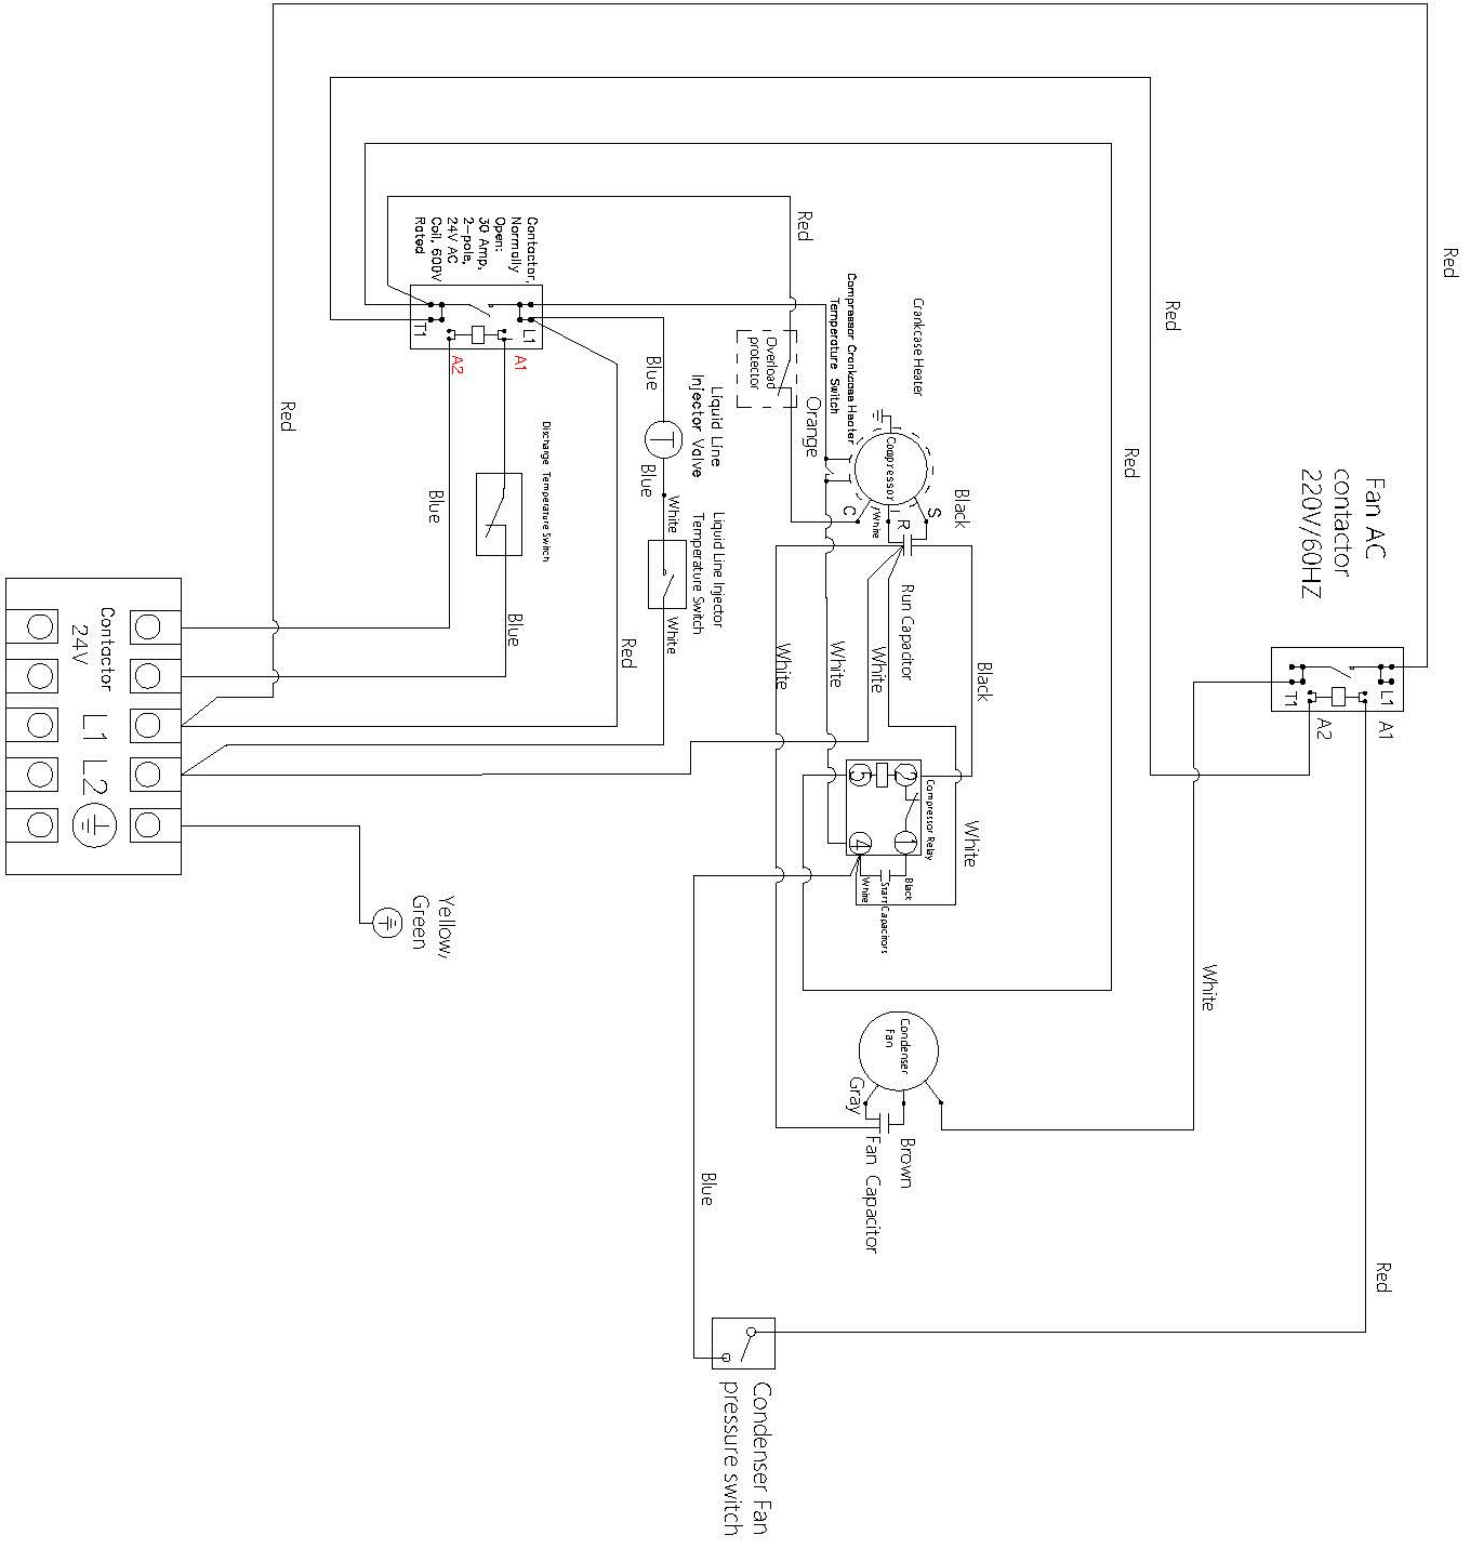 Fan AC
contactor
220V/60HZ
L1
T1
A1
A2
Red
Red
Red
Red
Red
Red
Red
Contactor,
Normally
Open:
30 Amp,
2-pole,
24V AC
Coil, 600V
Rated
L1
T1
A1
A2
Crankcase Heater
Compressor Crankcase Heater
Temperature Switch
Overload
protector
Orange
Compressor
C
R
S
White
Black
Run Capacitor
Liquid Line
Injector Valve
T
Blue
Blue
White
Liquid Line Injector
Temperature Switch
White
Discharge Temperature Switch
Blue
Blue
White
White
White
Black
Compressor Relay
5
2
4
1
White
Black
White
Start Capacitors
Contactor
24V
L1
L2
Yellow/
Green
Condenser
Fan
Gray
Brown
Fan Capacitor
White
Blue
Condenser Fan
pressure switch